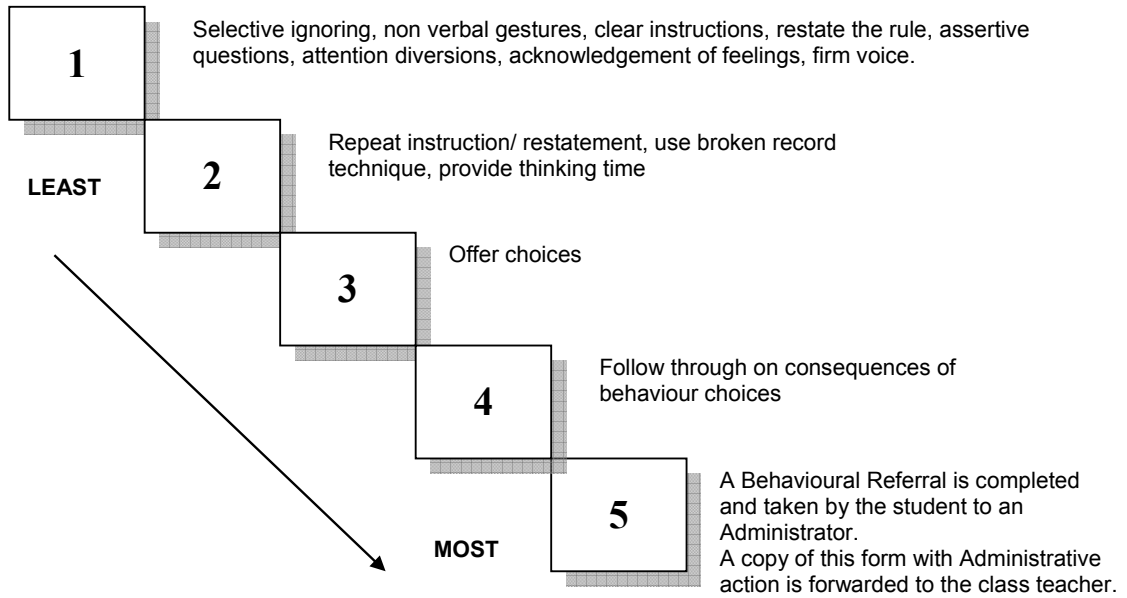 1
Selective ignoring, non verbal gestures, clear instructions, restate the rule, assertive
questions, attention diversions, acknowledgement of feelings, firm voice.
LEAST
2
Repeat instruction/ restatement, use broken record
technique, provide thinking time
3
Offer choices
4
Follow through on consequences of
behaviour choices
MOST
5
A Behavioural Referral is completed
and taken by the student to an
Administrator.
A copy of this form with Administrative
action is forwarded to the class teacher.